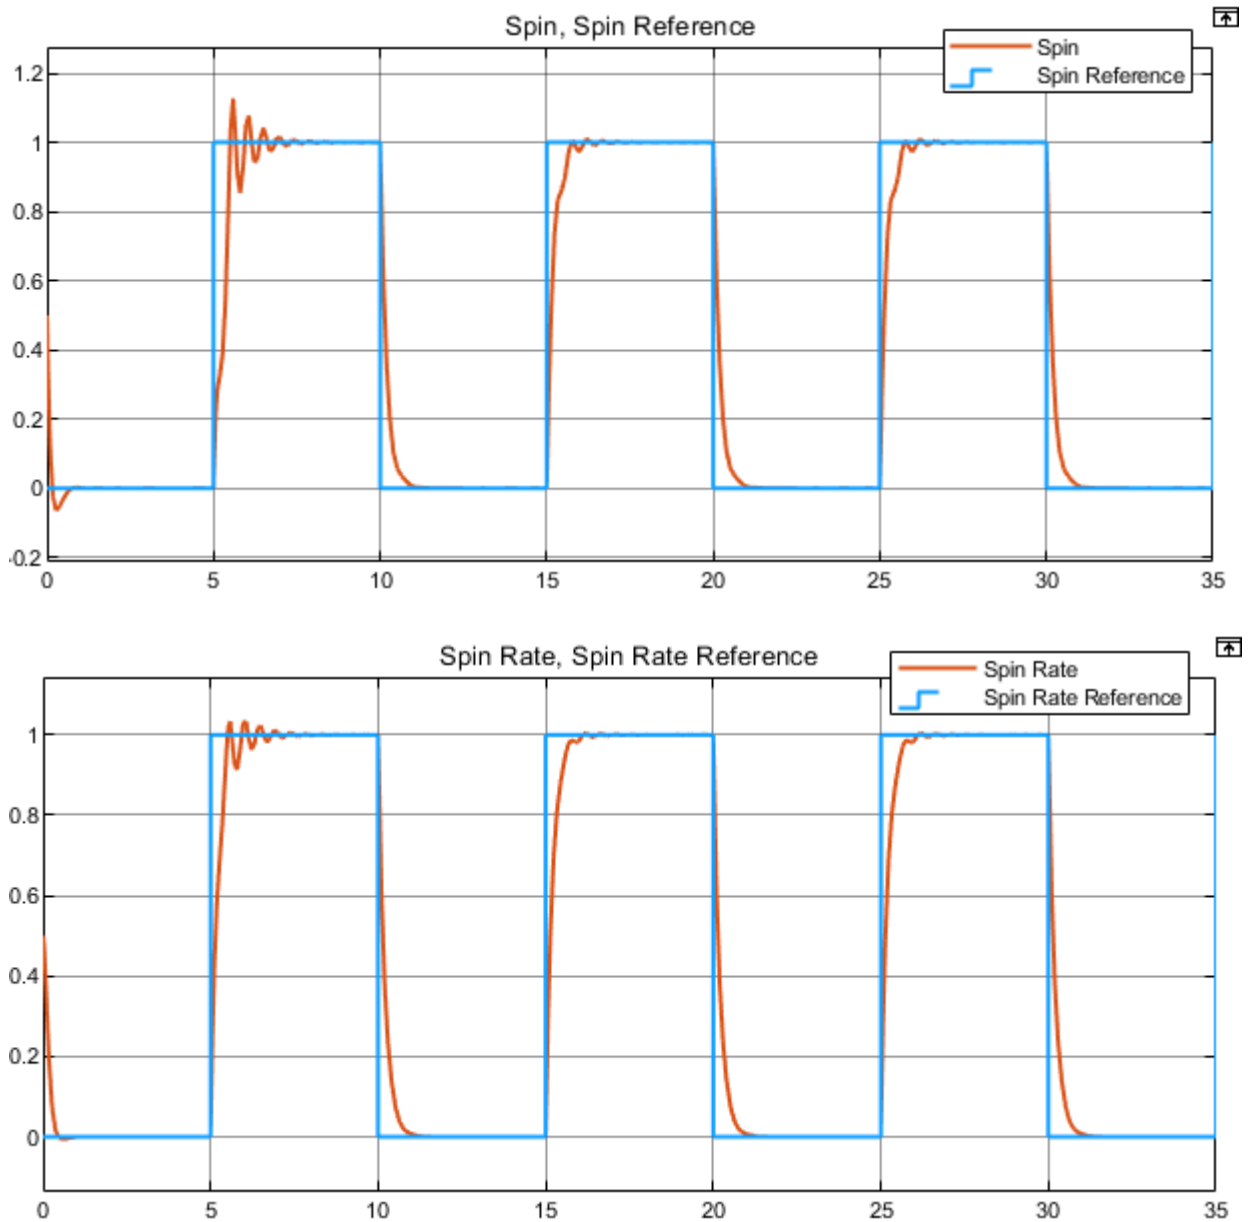 Spin, Spin Reference
Spin
Spin Reference
1.2
1
0.8
0.6
0.4
0.2
0
-0.2
0 5 10 15 20 25 30 35
Spin Rate, Spin Rate Reference
Spin Rate
Spin Rate Reference
1
0.8
0.6
0.4
0.2
0
0 5 10 15 20 25 30 35